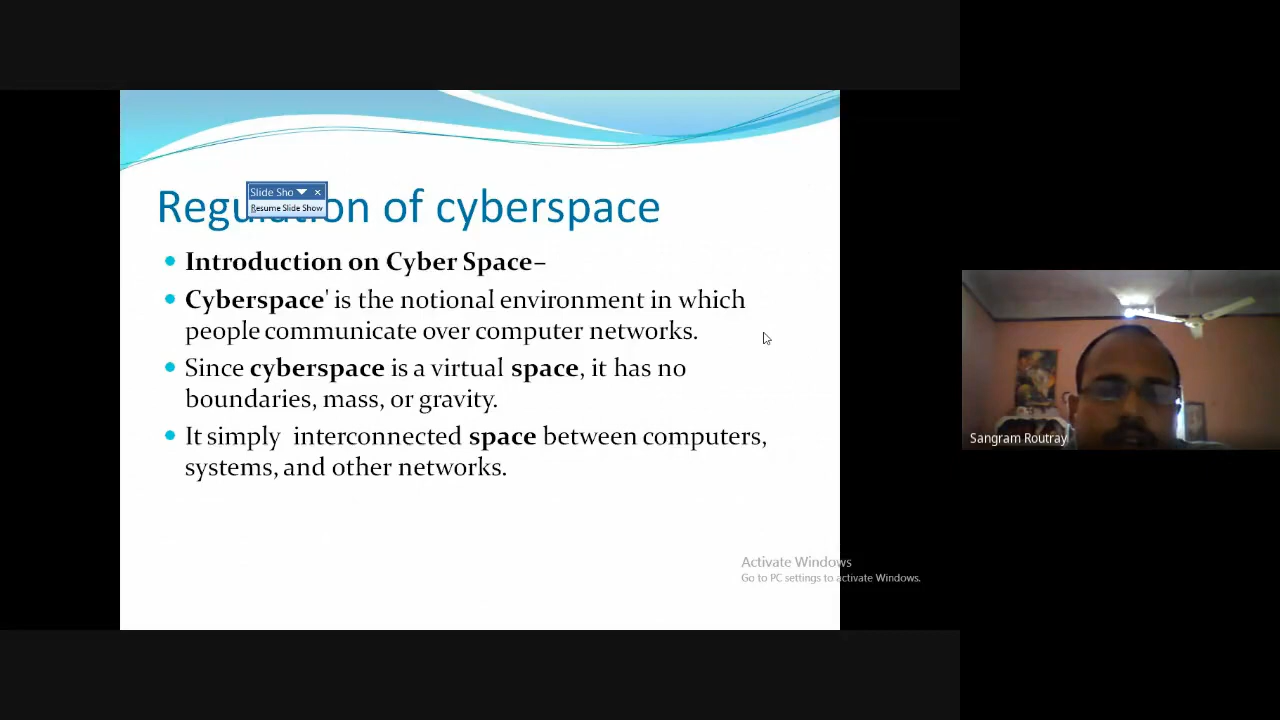 Regulation of cyberspace
Slide Sho
Resume Slide Show
Introduction on Cyber Space–
Cyberspace' is the notional environment in which
people communicate over computer networks.
Since cyberspace is a virtual space, it has no
boundaries, mass, or gravity.
It simply interconnected space between computers,
systems, and other networks.
Activate Windows
Go to PC settings to activate Windows.
Sangram Routray